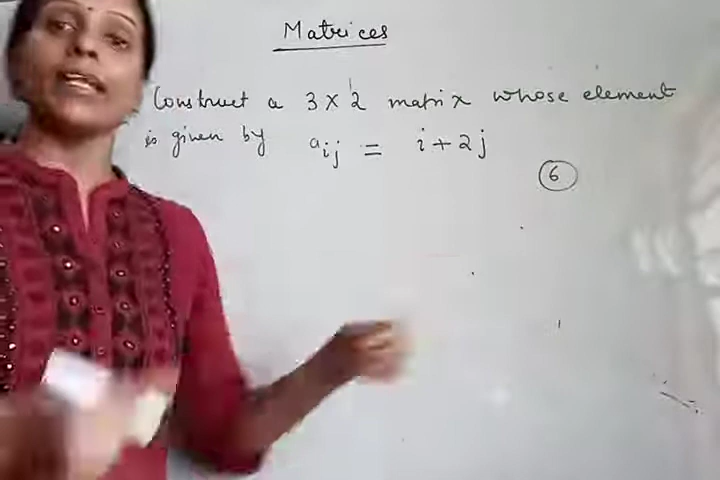 Matrices
Construct a 3 x 2 matrix whose element
is given by aij = i + 2j
6